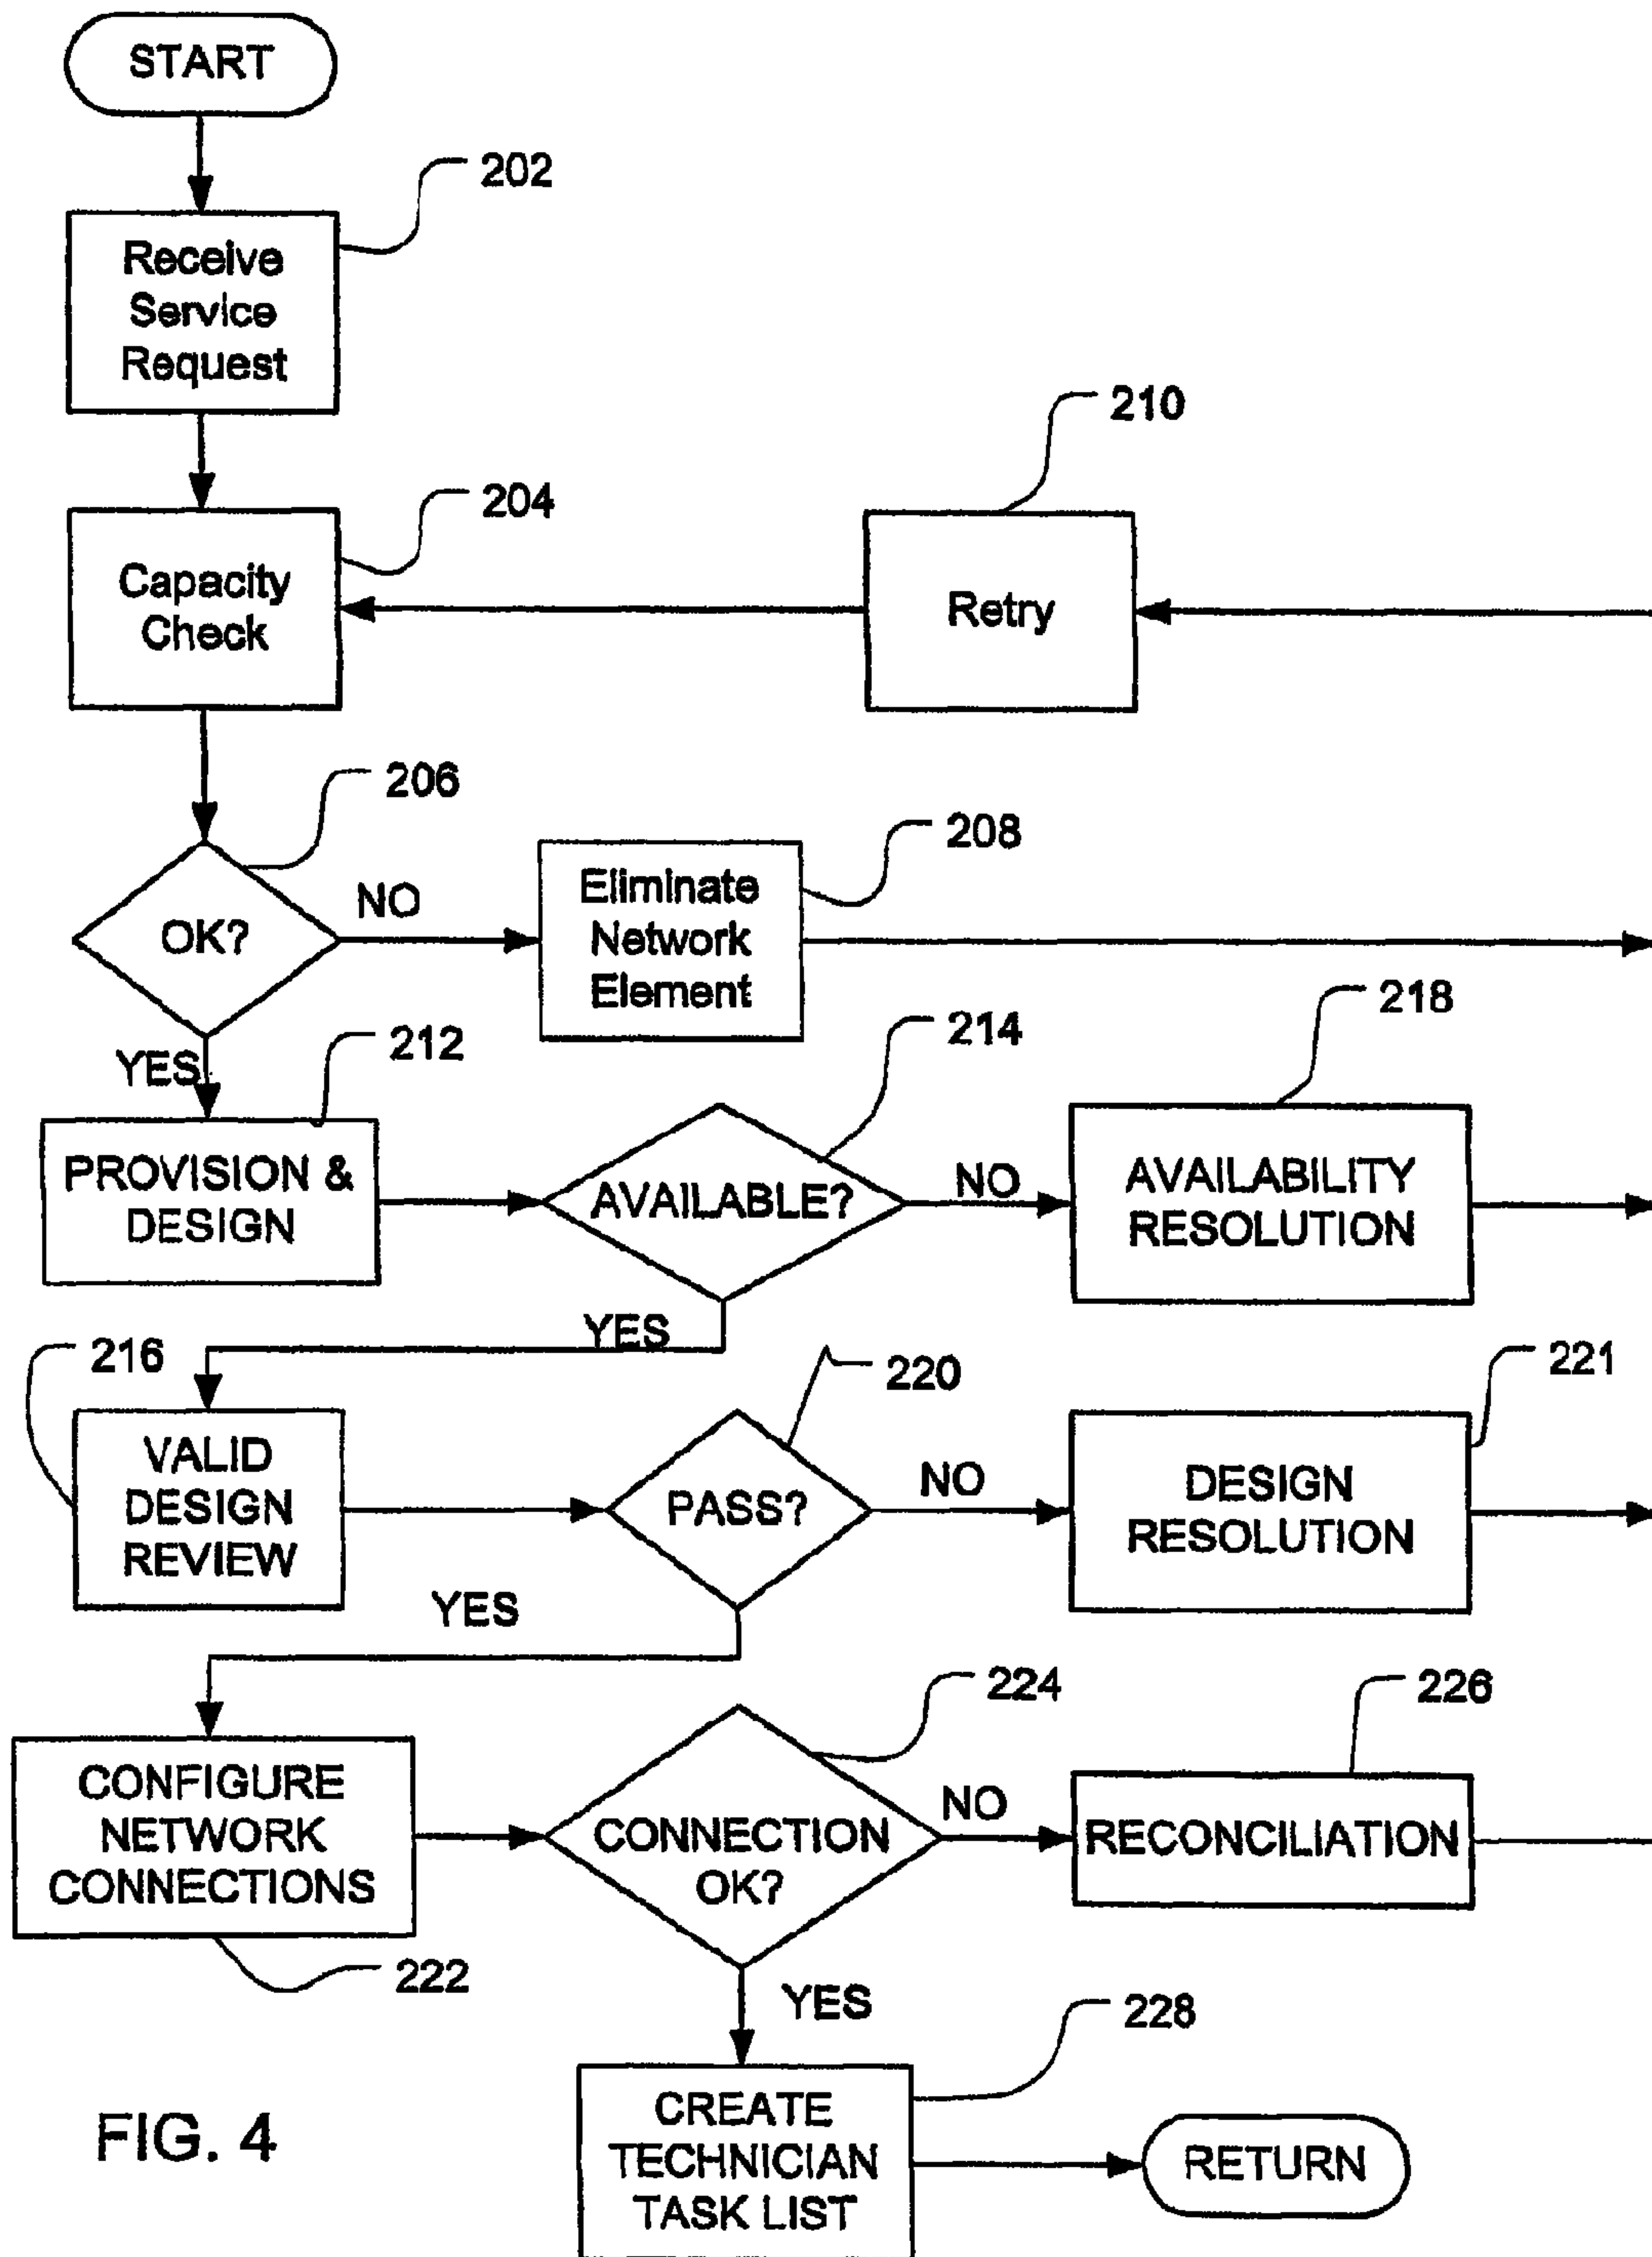 START
202
Receive
Service
Request
210
204
Capacity
Check
Retry
206
208
OK?
NO
Eliminate
Network
Element
218
214
212
YES
PROVISION &
DESIGN
AVAILABLE?
NO
AVAILABILITY
RESOLUTION
YES
216
220
221
VALID
DESIGN
REVIEW
PASS?
NO
DESIGN
RESOLUTION
YES
224
226
CONFIGURE
NETWORK
CONNECTIONS
CONNECTION
OK?
NO
RECONCILIATION
222
YES
228
CREATE
TECHNICIAN
TASK LIST
RETURN
FIG. 4